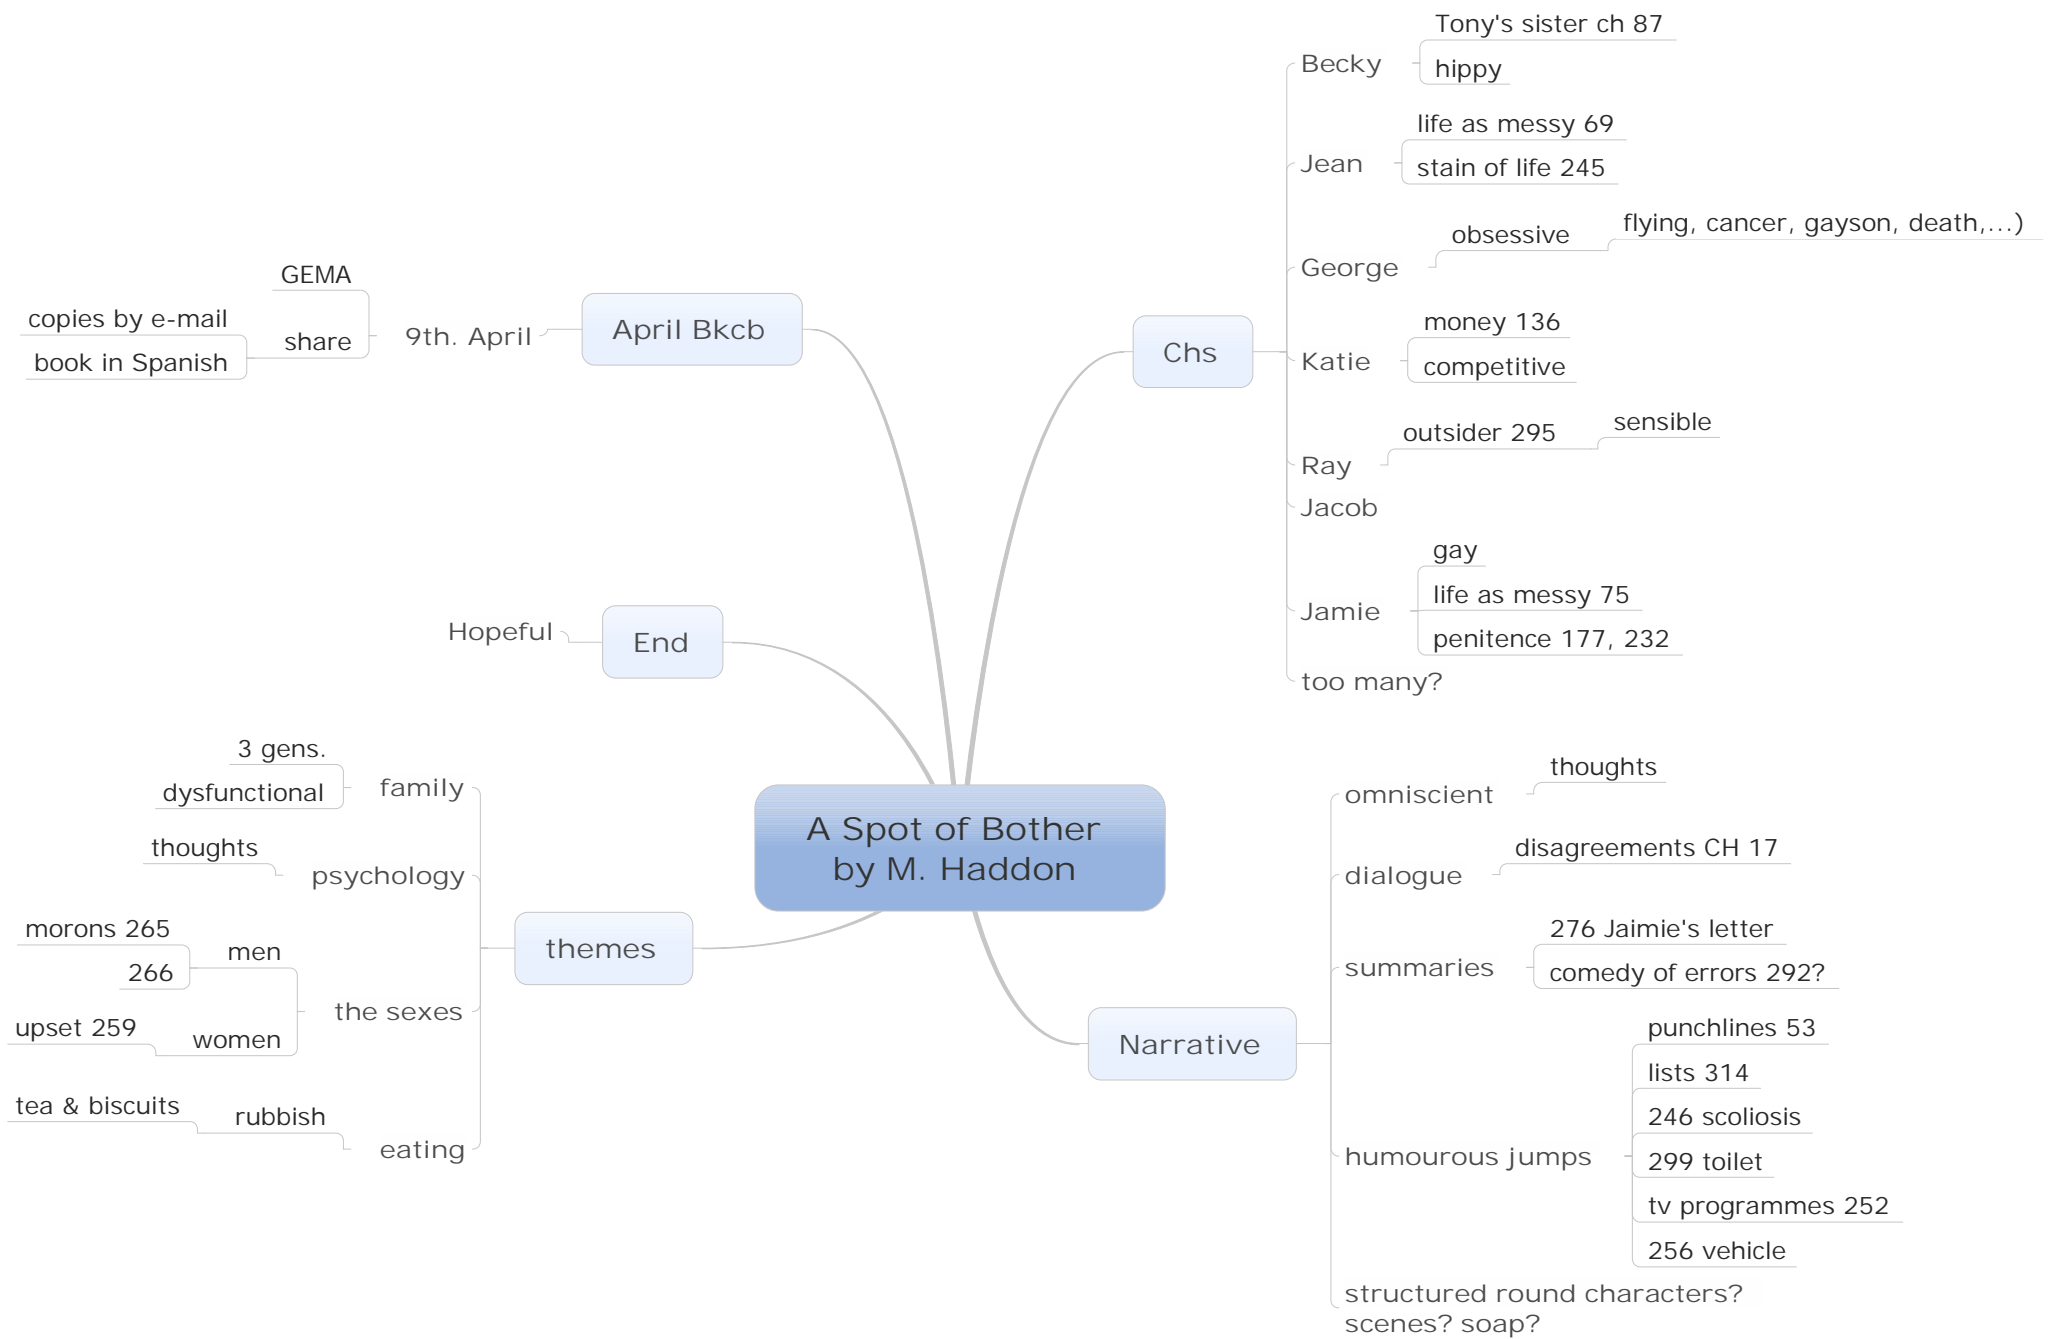 A Spot of Bother
by M. Haddon
Chs
Becky
Tony's sister ch 87
hippy
Jean
life as messy 69
stain of life 245
George
obsessive
flying, cancer, gayson, death,...)
Katie
money 136
competitive
Ray
outsider 295
sensible
Jacob
Jamie
gay
life as messy 75
penitence 177, 232
too many?
Narrative
omniscient
thoughts
dialogue
disagreements CH 17
summaries
276 Jaimie's letter
comedy of errors 292?
humourous jumps
punchlines 53
lists 314
246 scoliosis
299 toilet
tv programmes 252
256 vehicle
structured round characters?
scenes? soap?
April Bkcb
9th. April
GEMA
share
copies by e-mail
book in Spanish
End
Hopeful
themes
family
3 gens.
dysfunctional
psychology
thoughts
the sexes
men
morons 265
266
women
upset 259
eating
rubbish
tea & biscuits